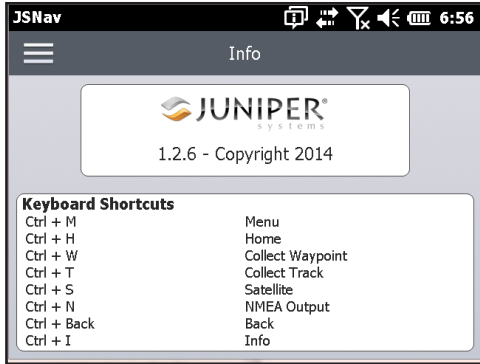 JSNav 6:56
Info
JUNIPER®
systems
1.2.6 - Copyright 2014
Keyboard Shortcuts
Ctrl + M Menu
Ctrl + H Home
Ctrl + W Collect Waypoint
Ctrl + T Collect Track
Ctrl + S Satellite
Ctrl + N NMEA Output
Ctrl + Back Back
Ctrl + I Info